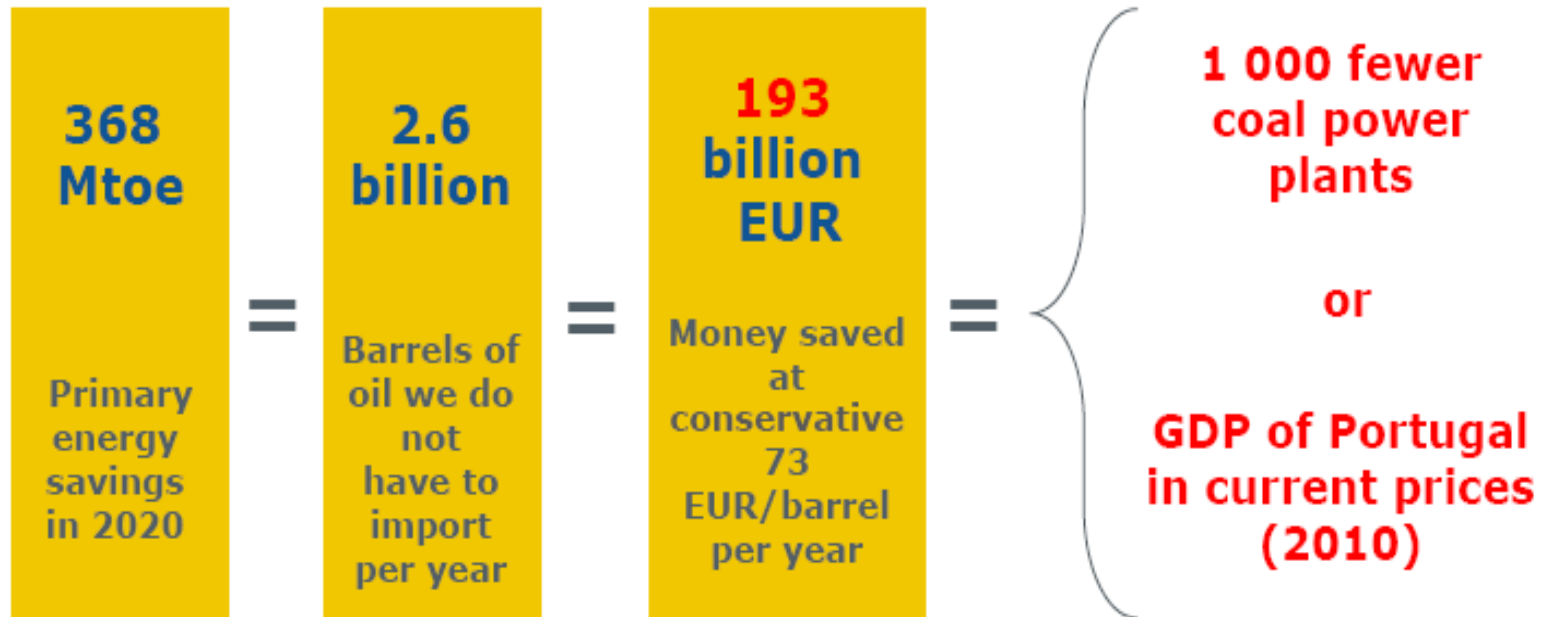 368
Mtoe
Primary
energy
savings
in 2020
=
2.6
billion
Barrels of
oil we do
not
have to
import
per year
=
193
billion
EUR
Money saved
at
conservative
73
EUR/barrel
per year
=
1 000 fewer
coal power
plants
or
GDP of Portugal
in current prices
(2010)